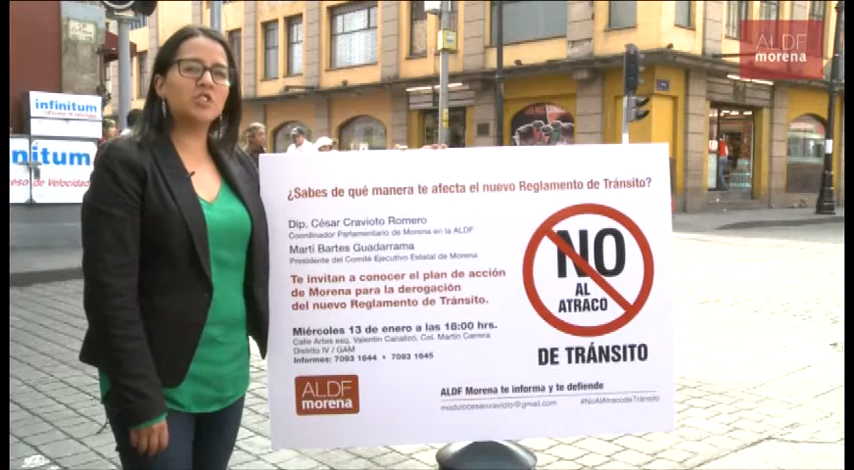 ALDF
morena
infinitum
infinitum
¿Sabes de qué manera te afecta el nuevo Reglamento de Tránsito?
Dip. César Cravioto Romero
Coordinador Parlamentario de Morena en la ALDF
Martí Bartes Guadarrama
Presidente del Comité Ejecutivo Estatal de Morena
Te invitan a conocer el plan de acción
de Morena para la derogación
del nuevo Reglamento de Tránsito.
Miércoles 13 de enero a las 18:00 hrs.
Calle Artes esq. Valentín Canalizo, Col. Martín Carrera
Distrito IV / GAM
Informes: 7093 1644 • 7093 1645
NO
AL
ATRACO
DE TRÁNSITO
ALDF
morena
ALDF Morena te informa y te defiende
#NoAlAtracodeTránsito